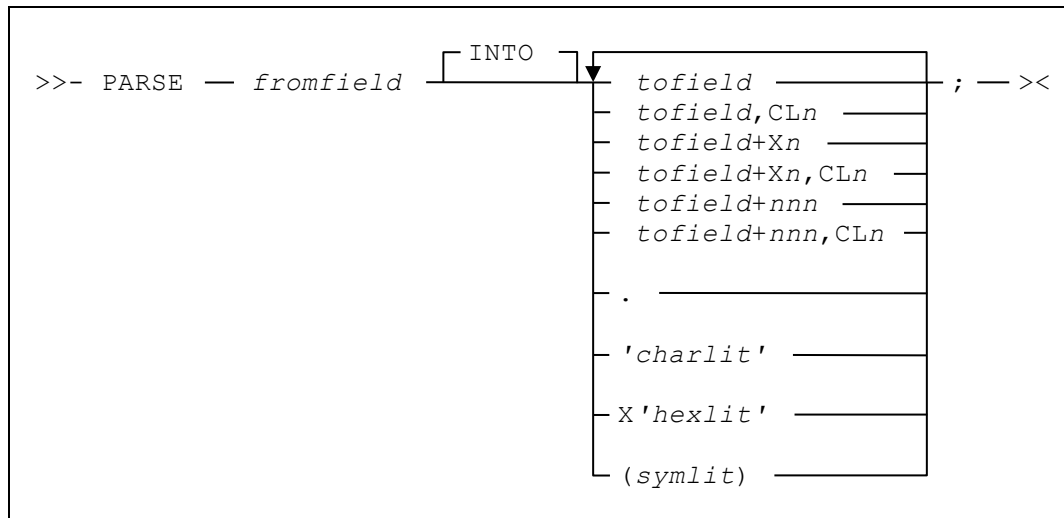 INTO
>>- PARSE — fromfield tofield ; — ><
tofield,CLn
tofield+Xn
tofield+Xn,CLn
tofield+nnn
tofield+nnn,CLn
.
'charlit'
X'hexlit'
(symlit)